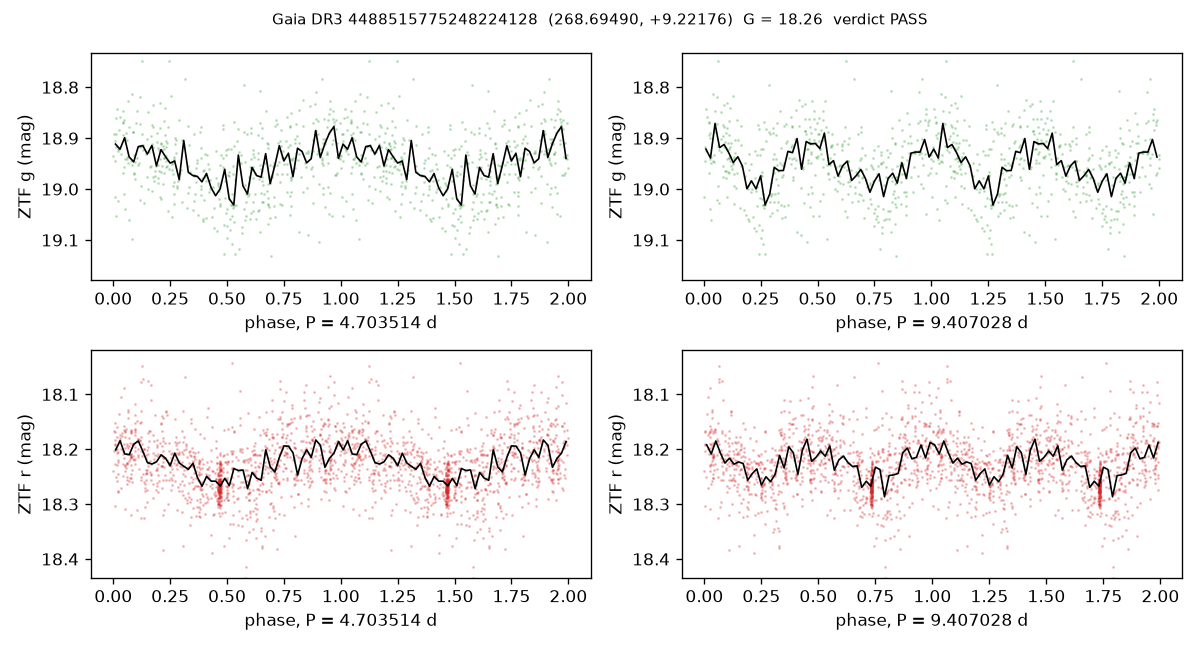 Gaia DR3 4488515775248224128 (268.69490, +9.22176) G = 18.26 verdict PASS
ZTF g (mag)
18.8
18.9
19.0
19.1
0.00 0.25 0.50 0.75 1.00 1.25 1.50 1.75 2.00
phase, P = 4.703514 d
ZTF g (mag)
18.8
18.9
19.0
19.1
0.00 0.25 0.50 0.75 1.00 1.25 1.50 1.75 2.00
phase, P = 9.407028 d
ZTF r (mag)
18.1
18.2
18.3
18.4
0.00 0.25 0.50 0.75 1.00 1.25 1.50 1.75 2.00
phase, P = 4.703514 d
ZTF r (mag)
18.1
18.2
18.3
18.4
0.00 0.25 0.50 0.75 1.00 1.25 1.50 1.75 2.00
phase, P = 9.407028 d